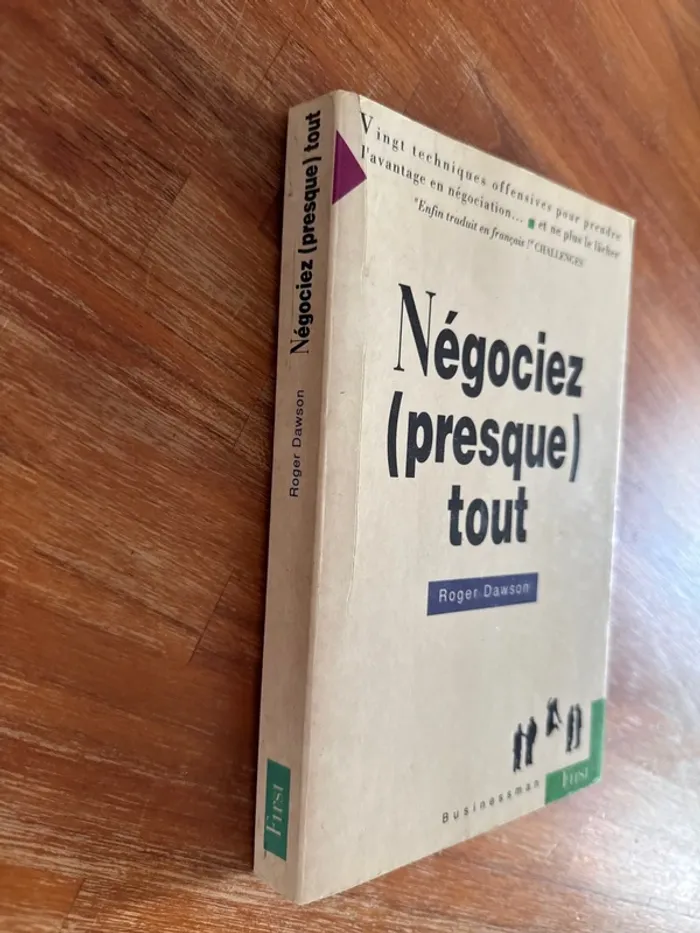 Vingt techniques offensives pour prendre
l'avantage en négociation... et ne plus le lâcher
"Enfin traduit en français !" CHALLENGES
Négociez
(presque)
tout
Roger Dawson
Businessman
First
Roger Dawson Négociez (presque) tout
First